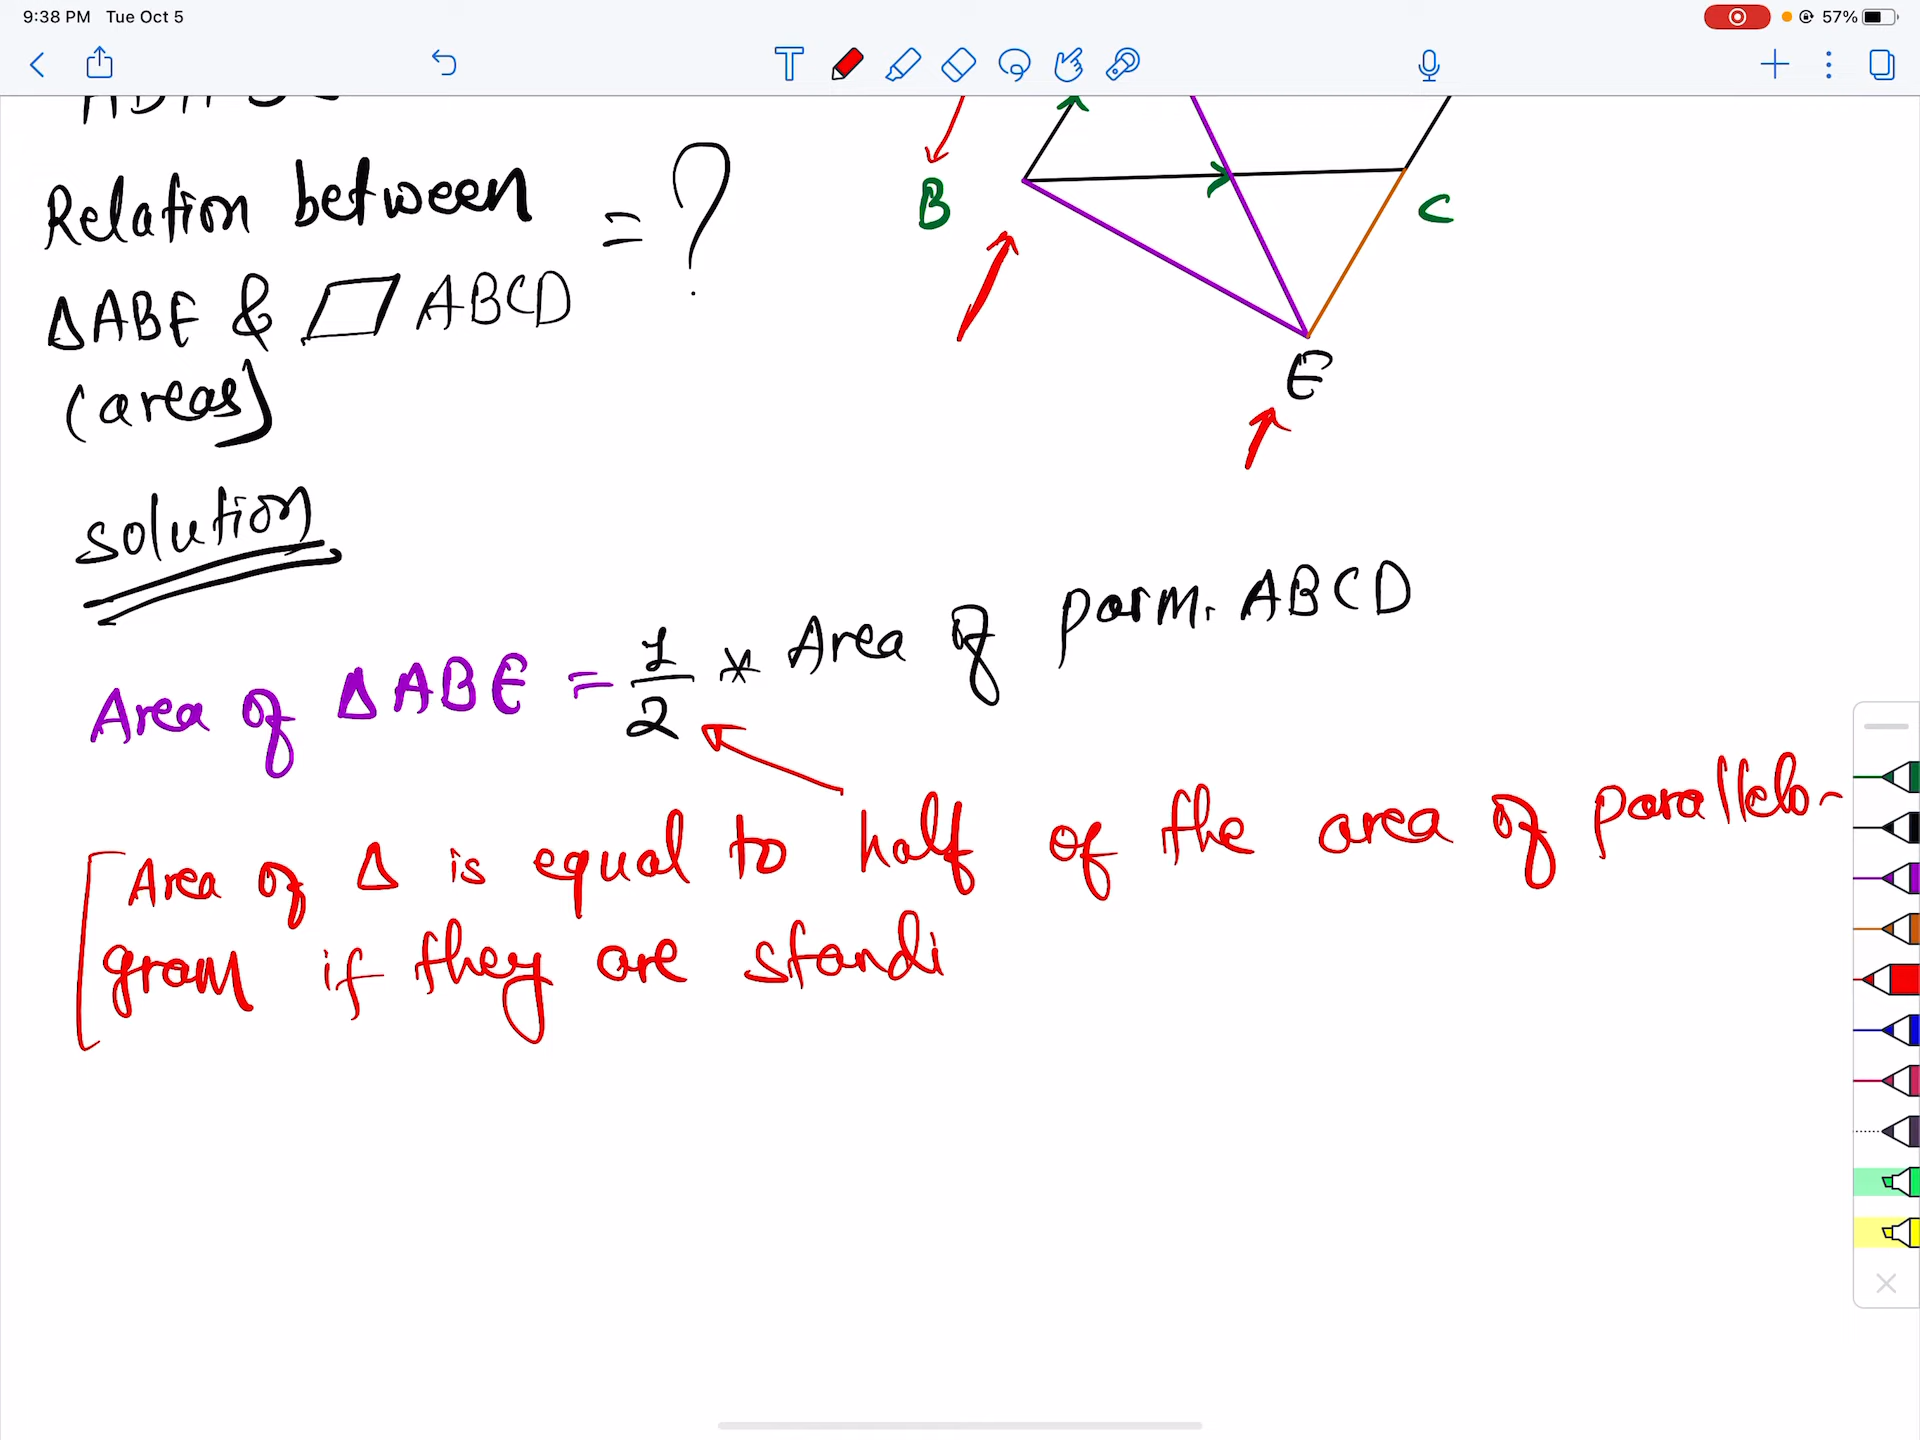 9:38 PM Tue Oct 5
57%
T
Relation between
= ?
ΔABE & ▱ ABCD
(areas)
B
C
E
solution
Area of ΔABE = 1/2 * Area of parm. ABCD
[Area of Δ is equal to half of the area of parallelo-
gram if they are standi